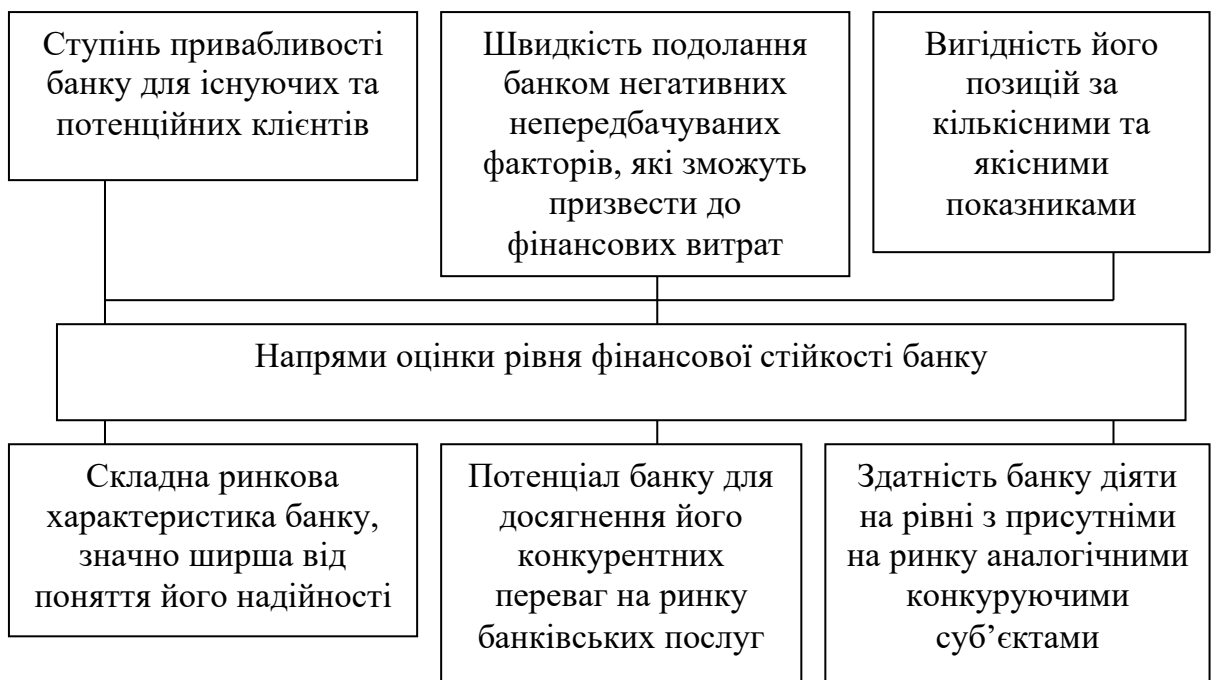 Ступінь привабливості
банку для існуючих та
потенційних клієнтів
Швидкість подолання
банком негативних
непередбачуваних
факторів, які зможуть
призвести до
фінансових витрат
Вигідність його
позицій за
кількісними та
якісними
показниками
Напрями оцінки рівня фінансової стійкості банку
Складна ринкова
характеристика банку,
значно ширша від
поняття його надійності
Потенціал банку для
досягнення його
конкурентних
переваг на ринку
банківських послуг
Здатність банку діяти
на рівні з присутніми
на ринку аналогічними
конкуруючими
суб’єктами